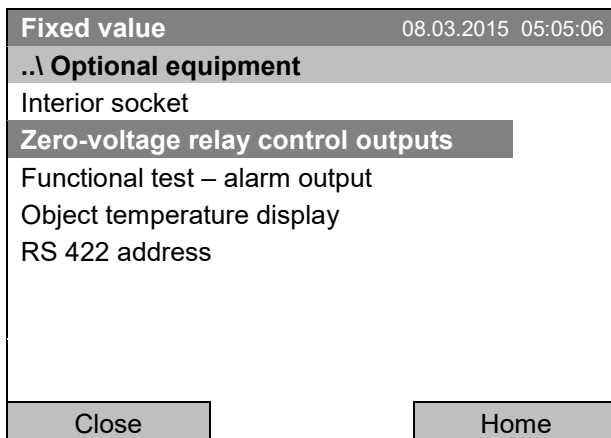 Fixed value 08.03.2015 05:05:06
..\ Optional equipment
Interior socket
Zero-voltage relay control outputs
Functional test – alarm output
Object temperature display
RS 422 address
Close Home